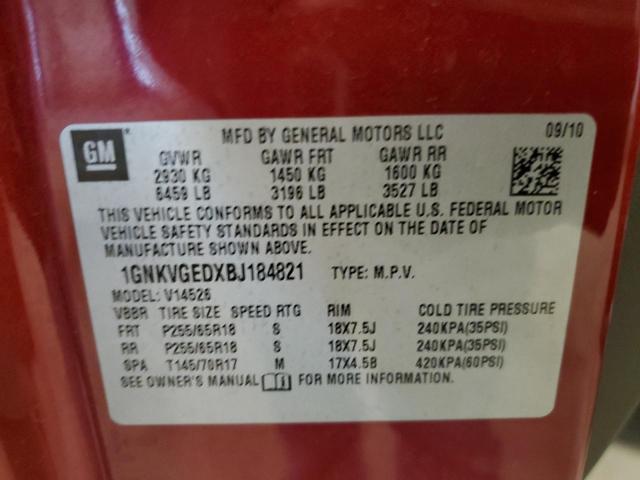 GM
MFD BY GENERAL MOTORS LLC 09/10
GVWR GAWR FRT GAWR RR
2930 KG 1450 KG 1600 KG
6459 LB 3196 LB 3527 LB
THIS VEHICLE CONFORMS TO ALL APPLICABLE U.S. FEDERAL MOTOR
VEHICLE SAFETY STANDARDS IN EFFECT ON THE DATE OF
MANUFACTURE SHOWN ABOVE.
1GNKVGEDXBJ184821 TYPE: M.P.V.
MODEL: V14526
VBBR TIRE SIZE SPEED RTG RIM COLD TIRE PRESSURE
FRT P255/65R18 S 18X7.5J 240KPA(35PSI)
RR P255/65R18 S 18X7.5J 240KPA(35PSI)
SPA T145/70R17 M 17X4.5B 420KPA(60PSI)
SEE OWNER'S MANUAL FOR MORE INFORMATION.